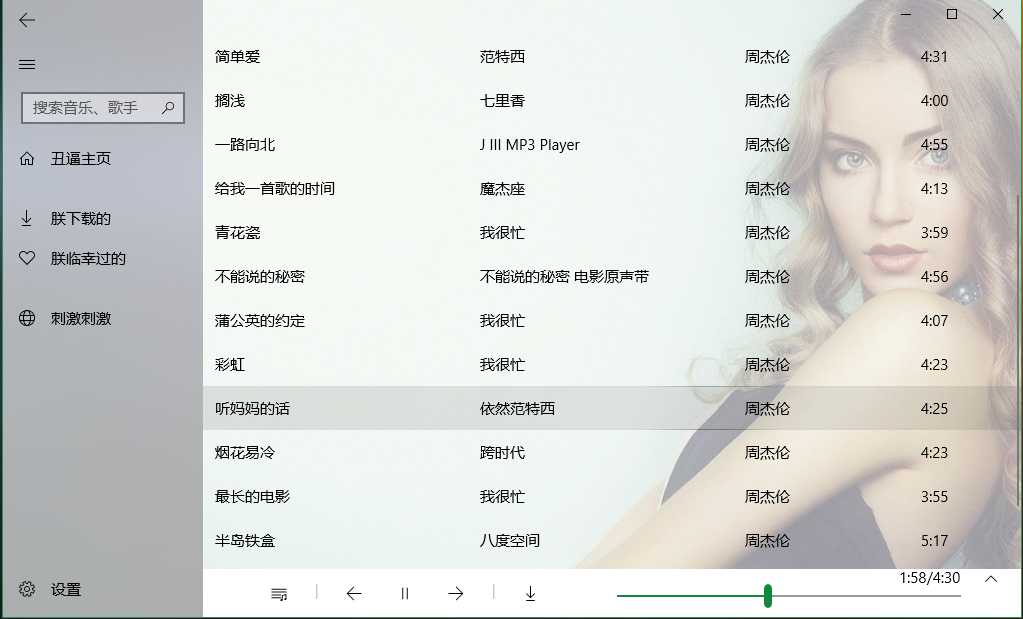 搜索音乐、歌手
丑逼主页
朕下载的
朕临幸过的
刺激刺激
设置
简单爱 范特西 周杰伦 4:31
搁浅 七里香 周杰伦 4:00
一路向北 J III MP3 Player 周杰伦 4:55
给我一首歌的时间 魔杰座 周杰伦 4:13
青花瓷 我很忙 周杰伦 3:59
不能说的秘密 不能说的秘密 电影原声带 周杰伦 4:56
蒲公英的约定 我很忙 周杰伦 4:07
彩虹 我很忙 周杰伦 4:23
听妈妈的话 依然范特西 周杰伦 4:25
烟花易冷 跨时代 周杰伦 4:23
最长的电影 我很忙 周杰伦 3:55
半岛铁盒 八度空间 周杰伦 5:17
1:58/4:30